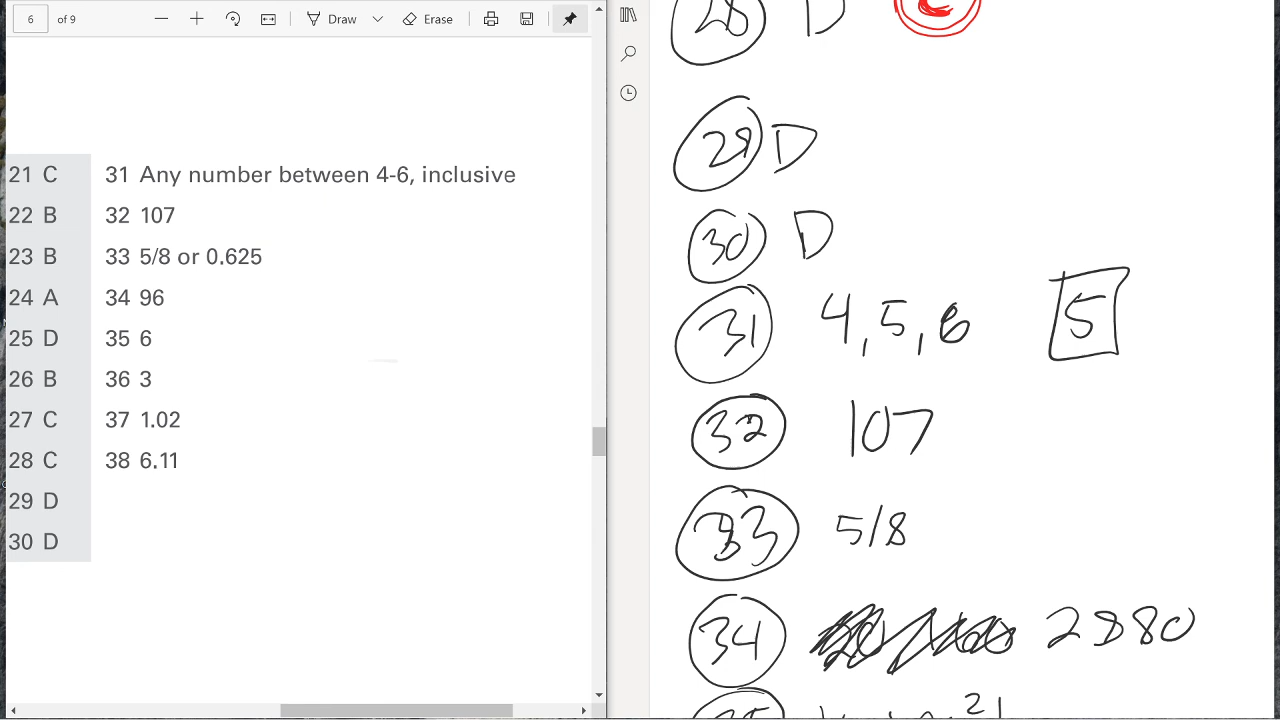 6 of 9 Draw Erase
21 C 31 Any number between 4-6, inclusive
22 B 32 107
23 B 33 5/8 or 0.625
24 A 34 96
25 D 35 6
26 B 36 3
27 C 37 1.02
28 C 38 6.11
29 D
30 D
28 D C
29 D
30 D
31 4, 5, 6 5
32 107
33 5/8
34 2880